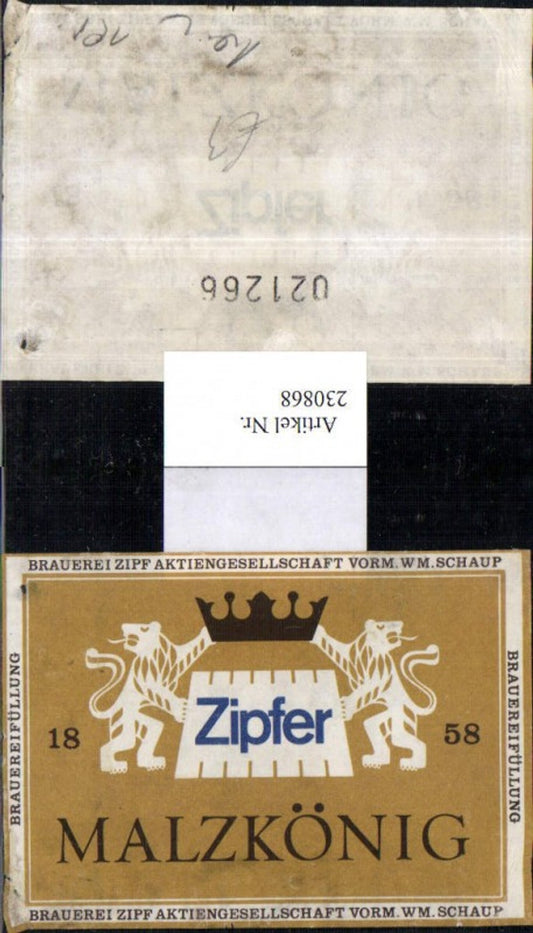 Zipfer
021266
Artikel Nr.
230868
BRAUEREI ZIPF AKTIENGESELLSCHAFT VORM. WM. SCHAUP
BRAUEREIFÜLLUNG
18
Zipfer
58
BRAUEREIFÜLLUNG
MALZKÖNIG
BRAUEREI ZIPF AKTIENGESELLSCHAFT VORM. WM. SCHAUP